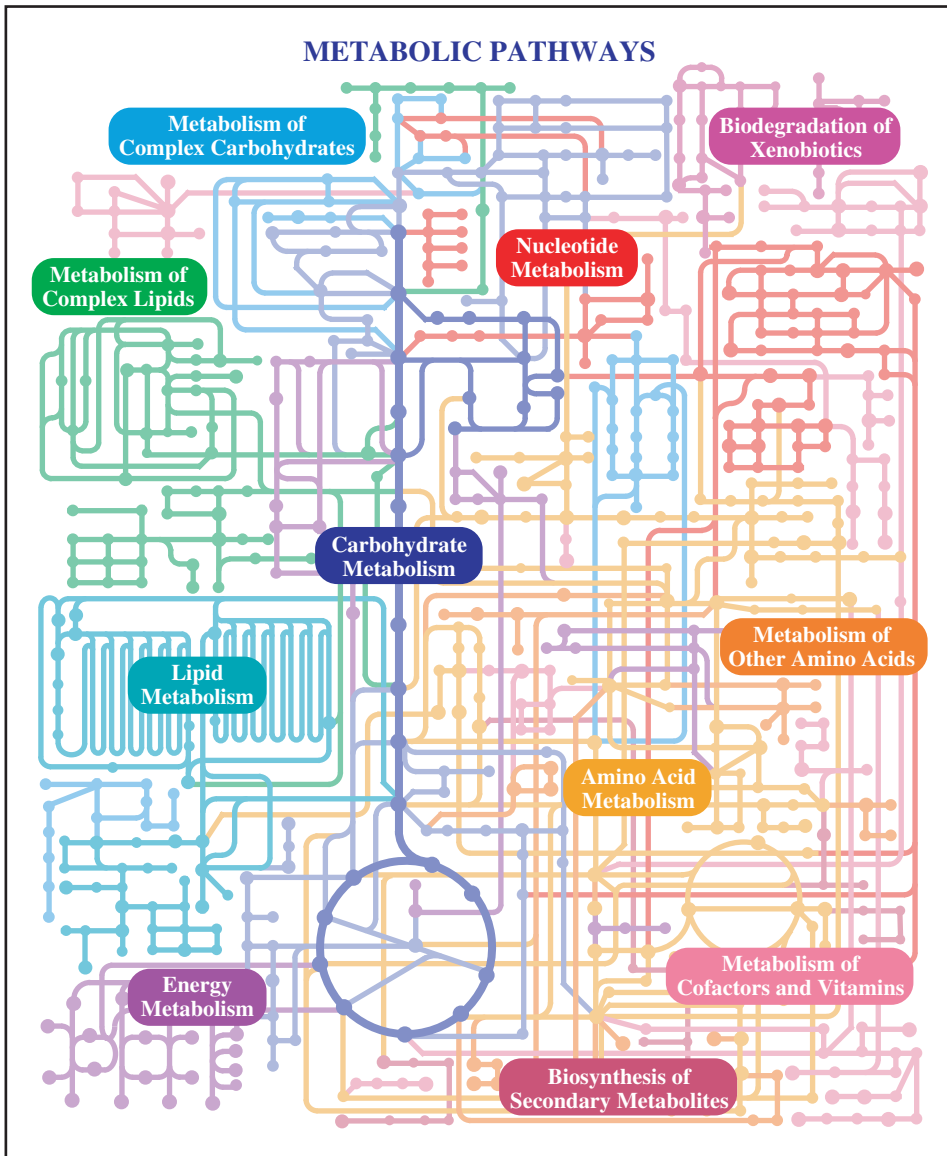 METABOLIC PATHWAYS
Metabolism of
Complex Carbohydrates
Biodegradation of
Xenobiotics
Nucleotide
Metabolism
Metabolism of
Complex Lipids
Carbohydrate
Metabolism
Metabolism of
Other Amino Acids
Lipid
Metabolism
Amino Acid
Metabolism
Metabolism of
Cofactors and Vitamins
Energy
Metabolism
Biosynthesis of
Secondary Metabolites